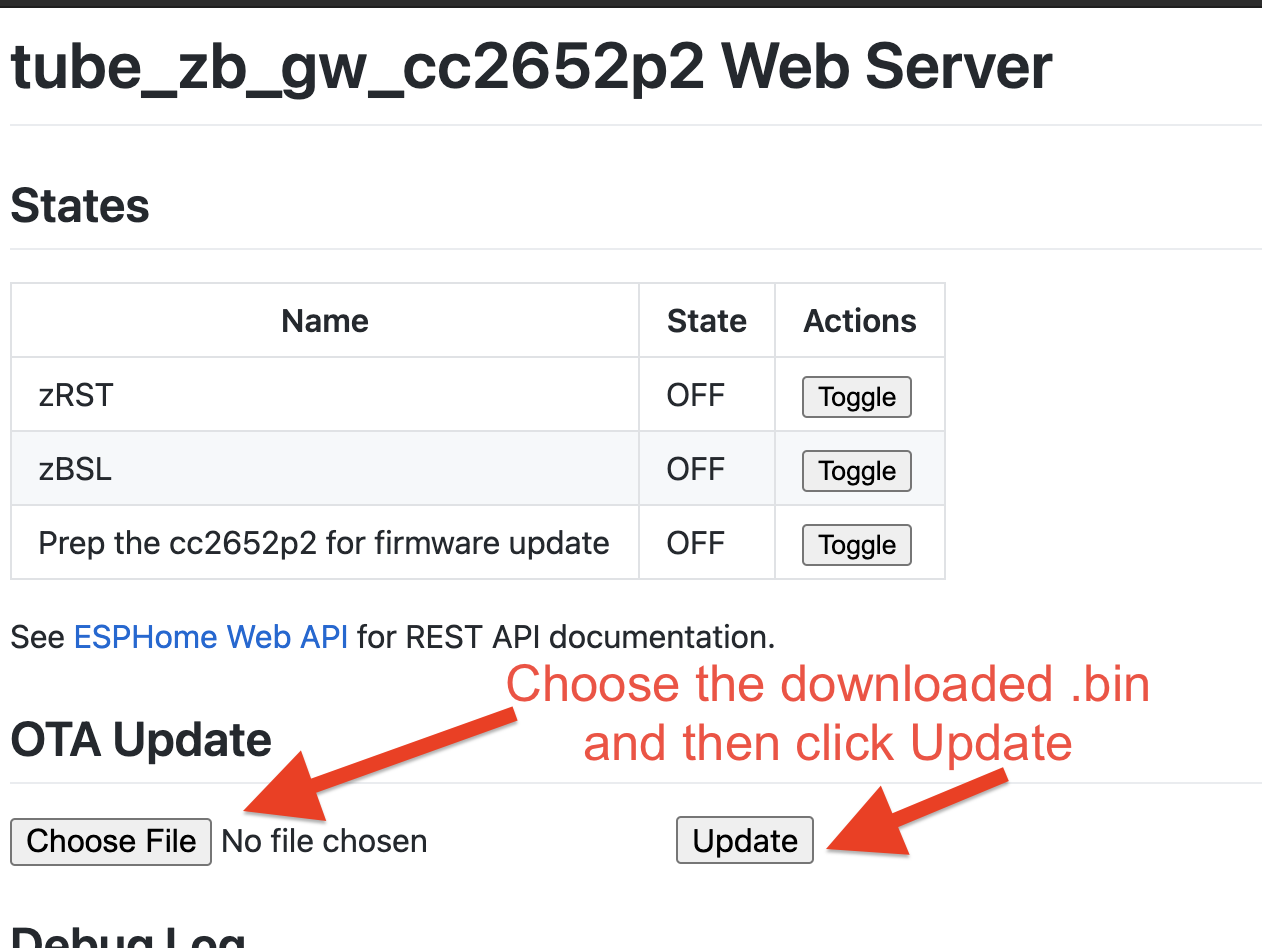 tube_zb_gw_cc2652p2 Web Server
States
Name State Actions
zRST OFF Toggle
zBSL OFF Toggle
Prep the cc2652p2 for firmware update OFF Toggle
See ESPHome Web API for REST API documentation.
Choose the downloaded .bin
and then click Update
OTA Update
Choose File No file chosen Update
Debug Log